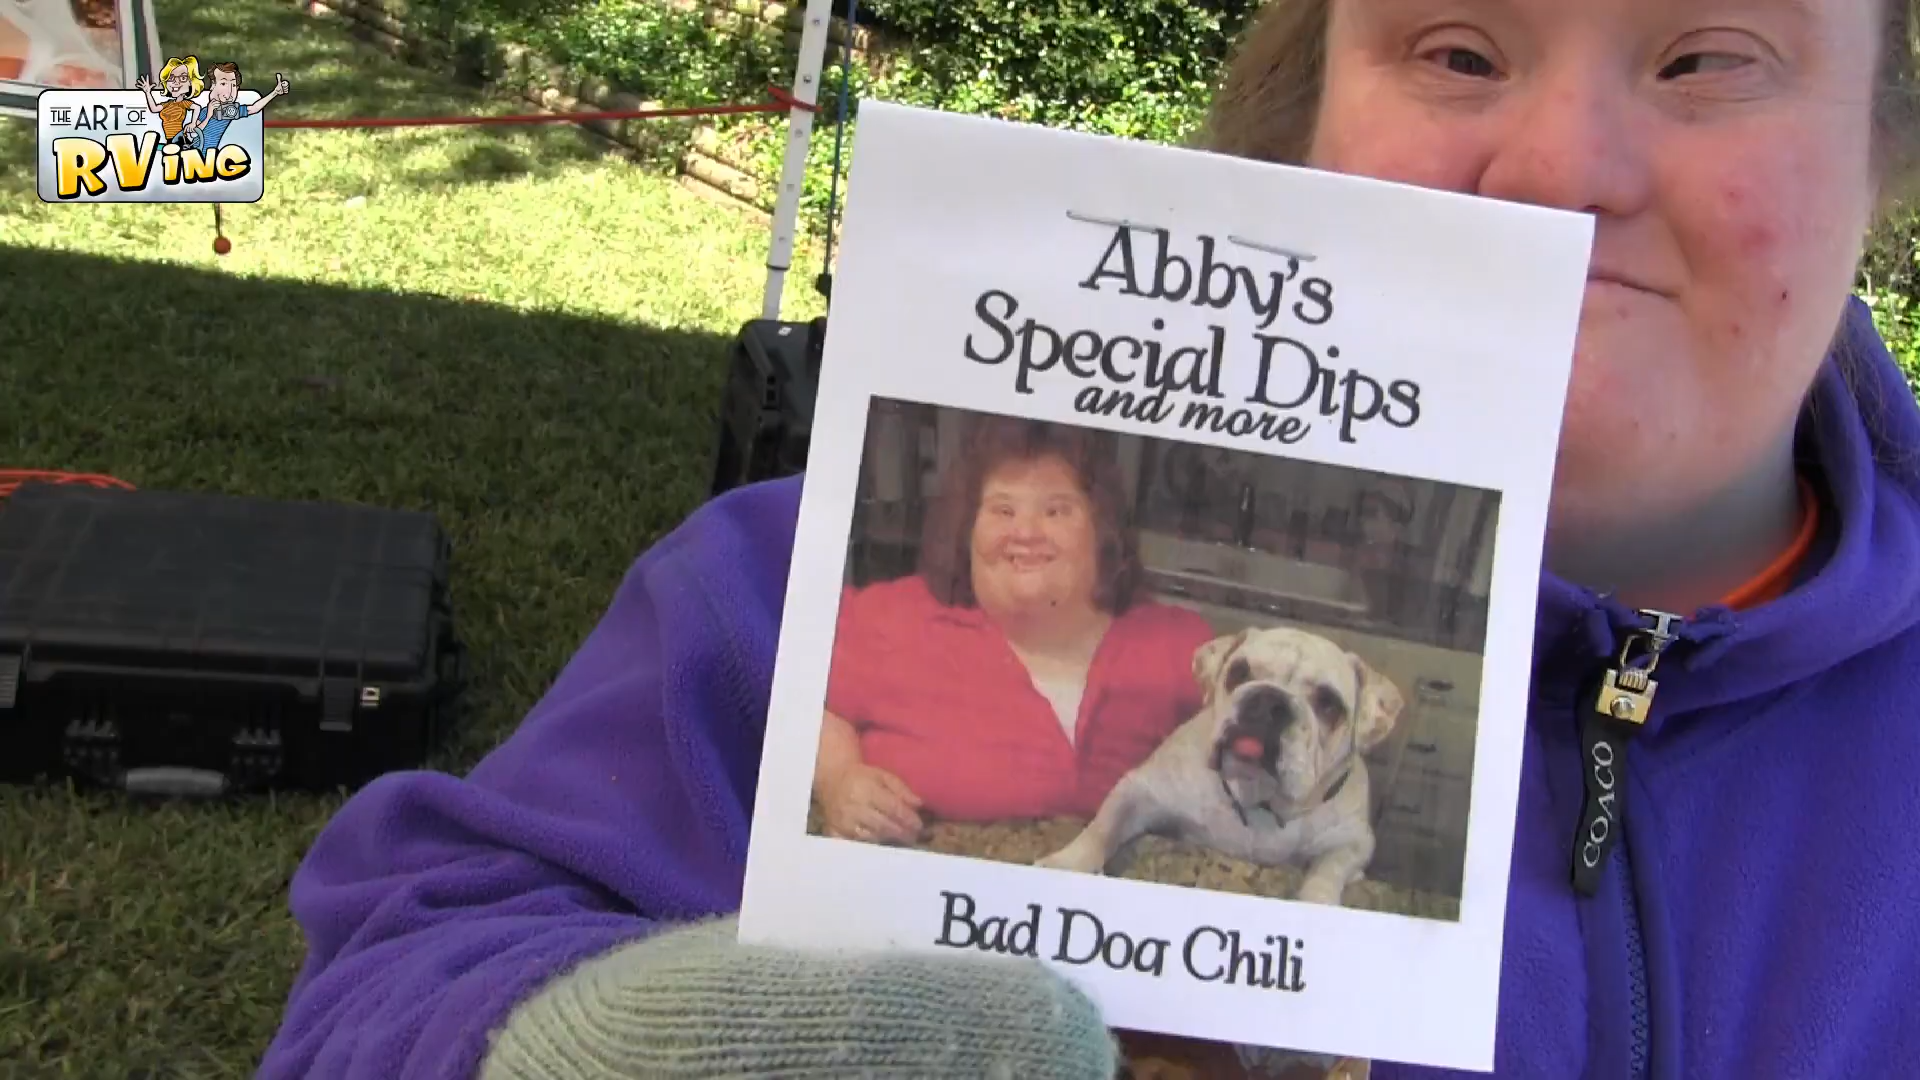 THE ART OF
RVING
Abby's
Special Dips
and more
Bad Dog Chili
COACO